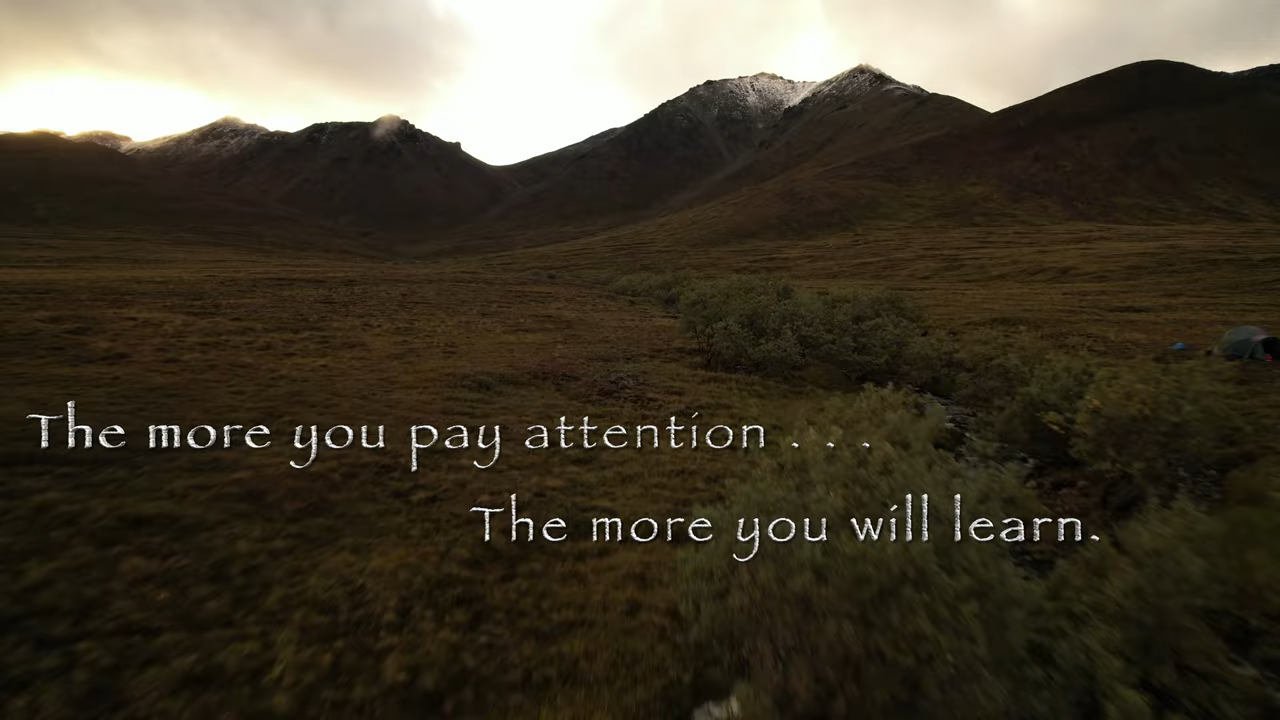 The more you pay attention . . .
The more you will learn.